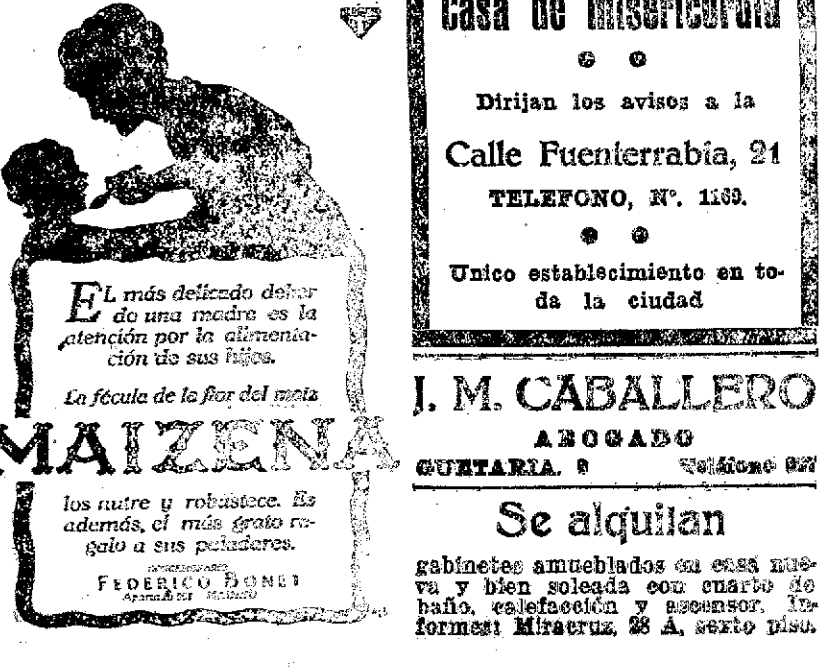 EL más delicado deber
de una madre es la
atención por la alimenta-
ción de sus hijos.
La fécula de la flor del maíz
MAIZENA
los nutre y robustece. Es
además, el más grato re-
galo a sus paladares.
FEDERICO BONET
Casa de Misericordia
Dirijan los avisos a la
Calle Fuenterrabía, 21
TELEFONO, Nº. 1160.
Unico establecimiento en to-
da la ciudad
J. M. CABALLERO
ABOGADO
GUETARIA. 9 Teléfono
Se alquilan
gabinetes amueblados en casa nue-
va y bien soleada con cuarto de
baño, calefacción y ascensor. In-
formes: Miracruz, 28 A, sexto piso.